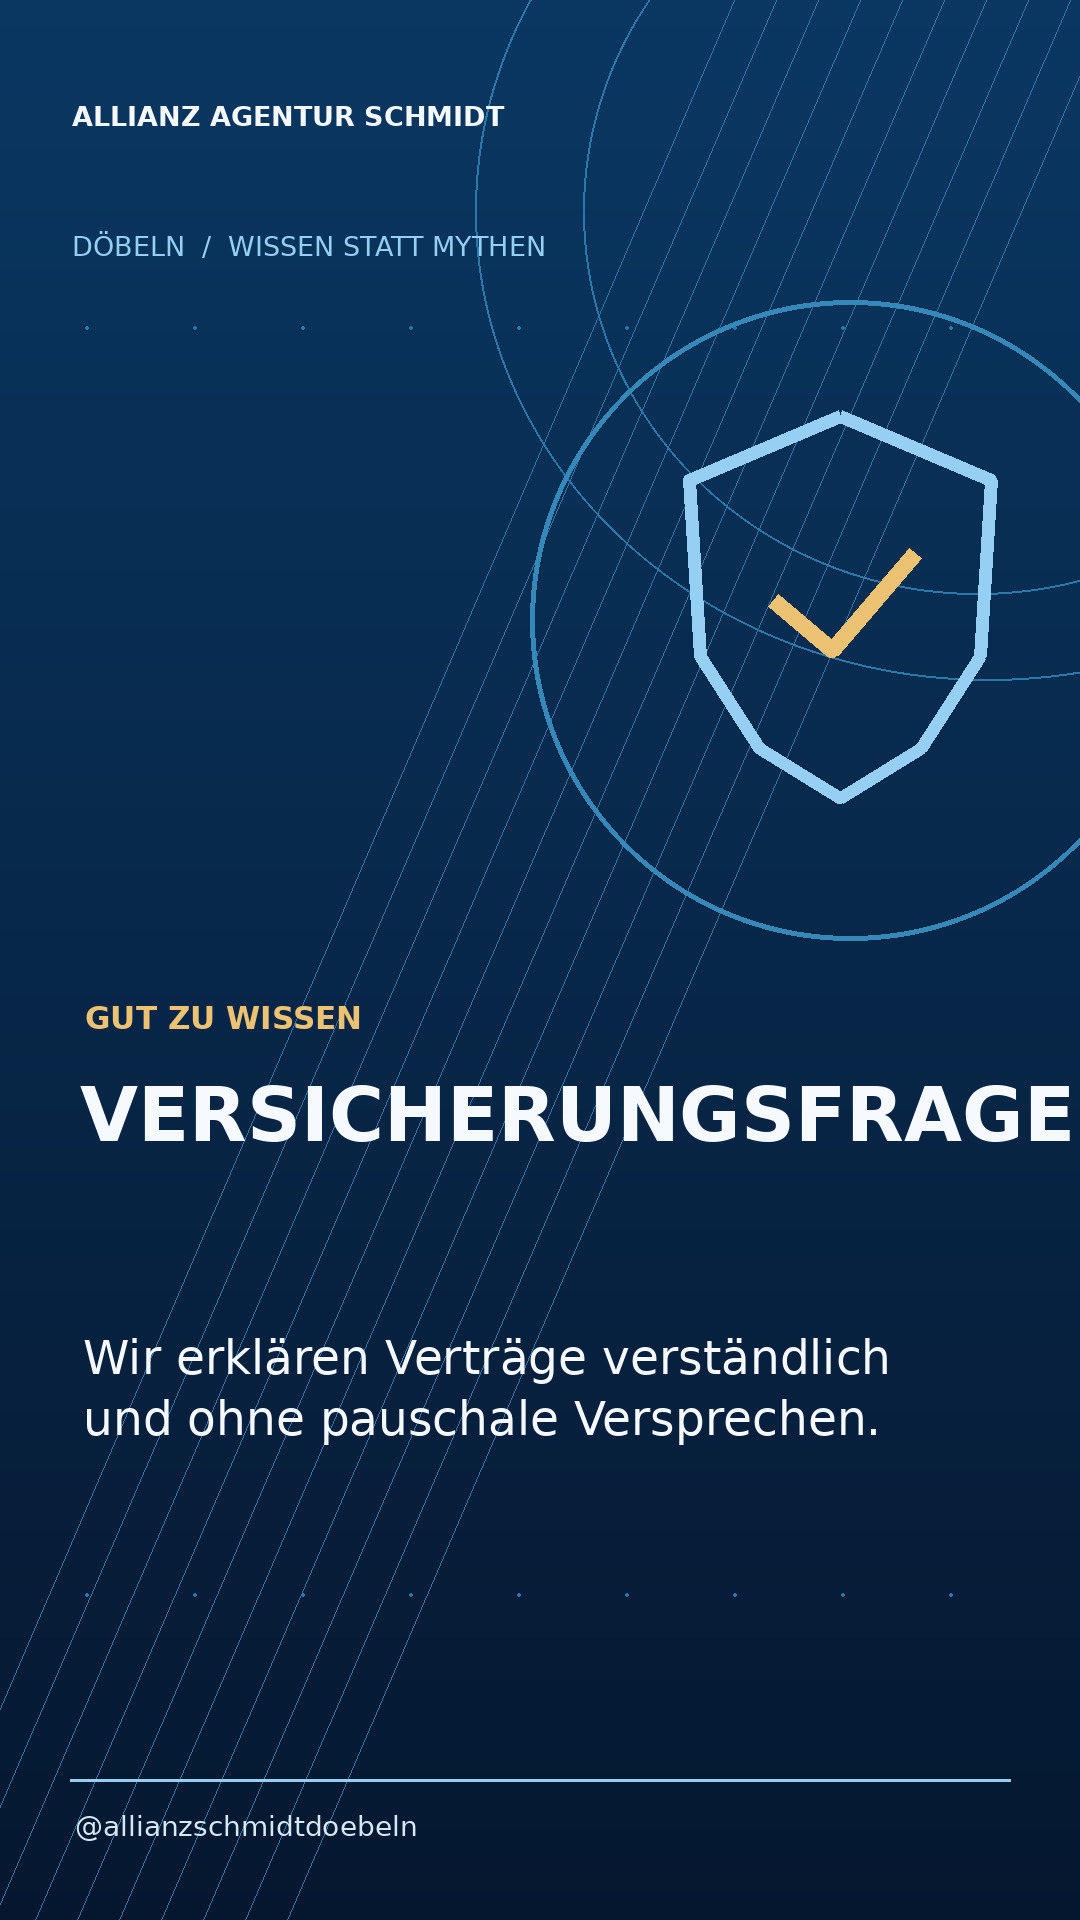 ALLIANZ AGENTUR SCHMIDT
DÖBELN / WISSEN STATT MYTHEN
GUT ZU WISSEN
VERSICHERUNGSFRAGE
Wir erklären Verträge verständlich
und ohne pauschale Versprechen.
@allianzschmidtdoebeln